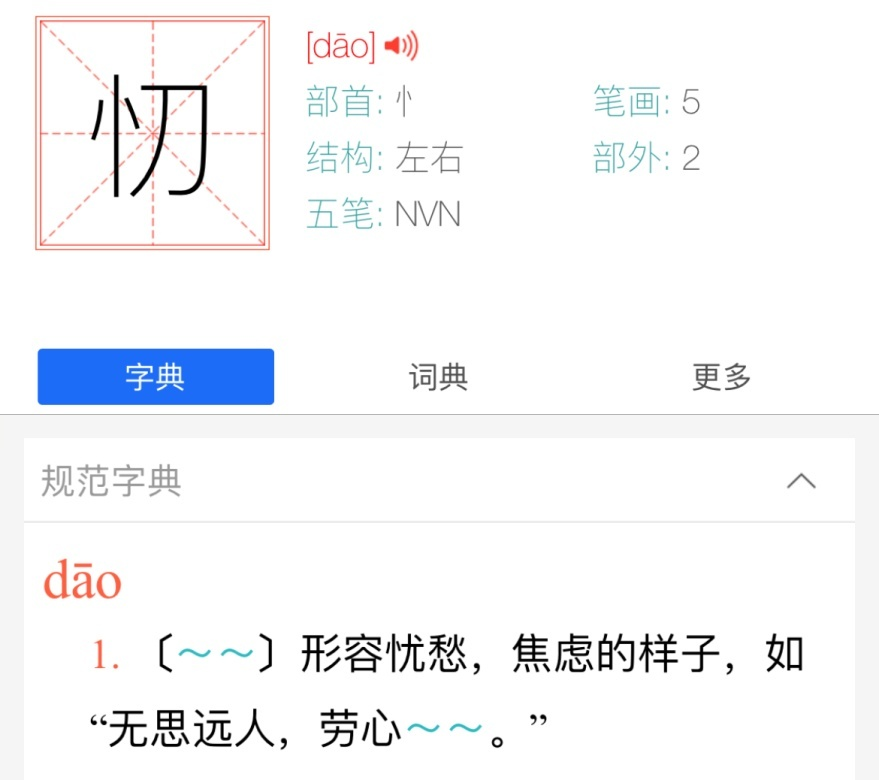 忉
[dāo]
部首: 忄 笔画: 5
结构: 左右 部外: 2
五笔: NVN
字典 词典 更多
规范字典
dāo
1. 〔～～〕形容忧愁，焦虑的样子，如
“无思远人，劳心～～。”